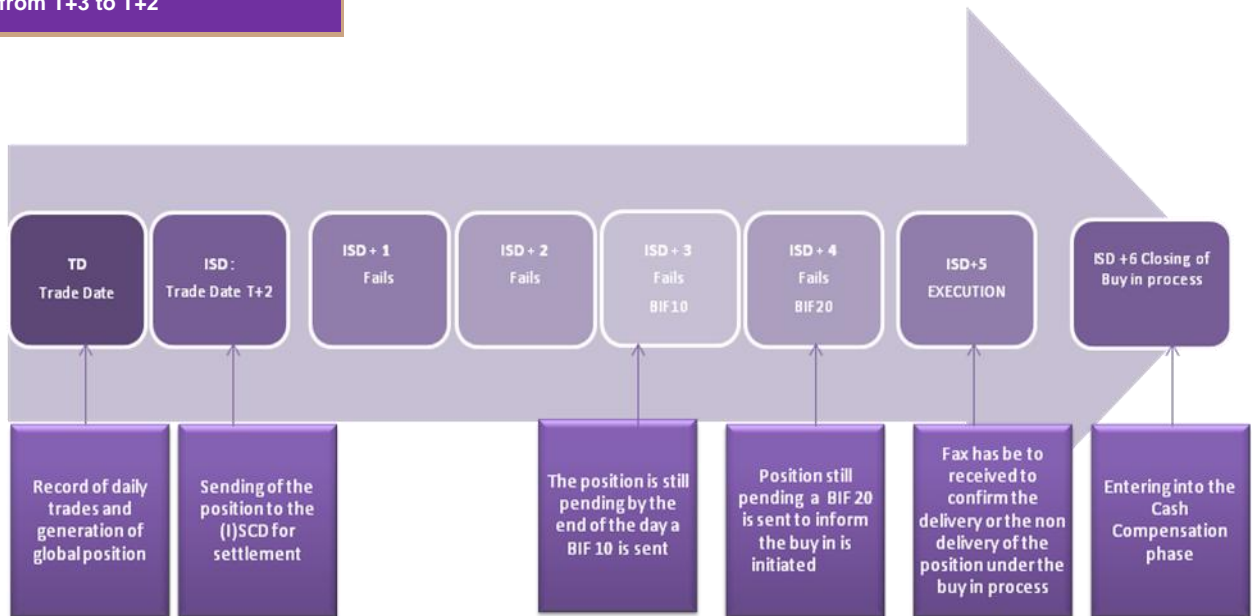 from T+3 to T+2
TD
Trade Date
ISD :
Trade Date T+2
ISD + 1
Fails
ISD + 2
Fails
ISD + 3
Fails
BIF10
ISD + 4
Fails
BIF20
ISD+5
EXECUTION
ISD +6 Closing of
Buy in process
Record of daily
trades and
generation of
global position
Sending of the
position to the
(I)SCD for
settlement
The position is still
pending by the
end of the day a
BIF 10 is sent
Position still
pending a BIF 20
is sent to inform
the buy in is
initiated
Fax has be to
received to
confirm the
delivery or the non
delivery of the
position under the
buy in process
Entering into the
Cash
Compensation
phase